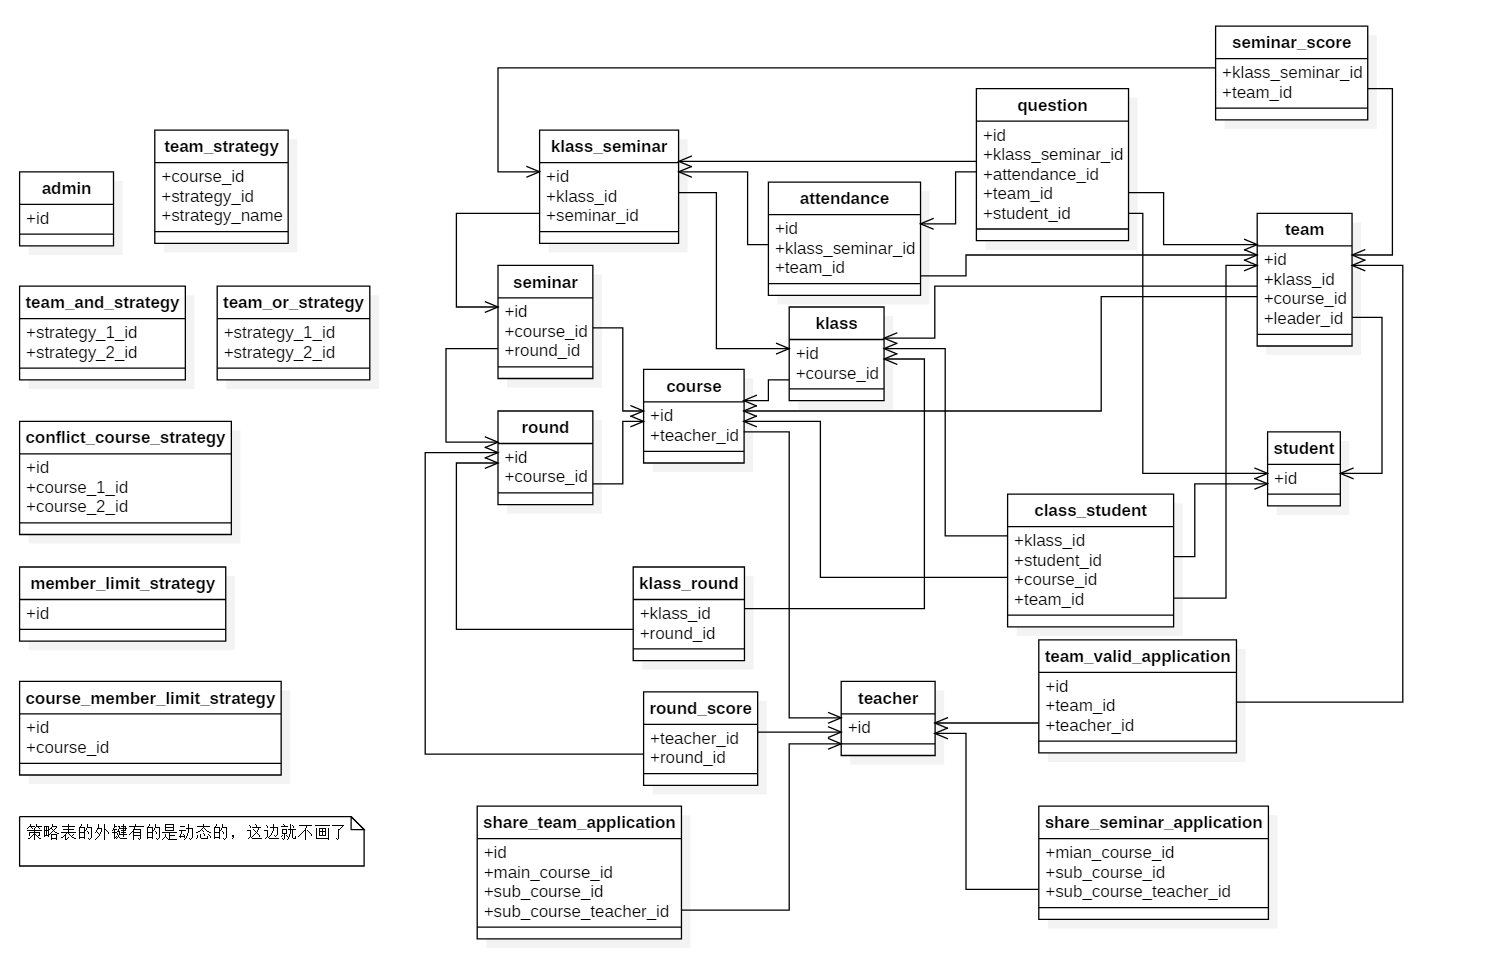 admin
+id
team_strategy
+course_id
+strategy_id
+strategy_name
team_and_strategy
+strategy_1_id
+strategy_2_id
team_or_strategy
+strategy_1_id
+strategy_2_id
conflict_course_strategy
+id
+course_1_id
+course_2_id
member_limit_strategy
+id
course_member_limit_strategy
+id
+course_id
策略表的外键有的是动态的，这边就不画了
klass_seminar
+id
+klass_id
+seminar_id
seminar
+id
+course_id
+round_id
round
+id
+course_id
course
+id
+teacher_id
attendance
+id
+klass_seminar_id
+team_id
klass
+id
+course_id
question
+id
+klass_seminar_id
+attendance_id
+team_id
+student_id
seminar_score
+klass_seminar_id
+team_id
team
+id
+klass_id
+course_id
+leader_id
student
+id
class_student
+klass_id
+student_id
+course_id
+team_id
klass_round
+klass_id
+round_id
round_score
+teacher_id
+round_id
teacher
+id
team_valid_application
+id
+team_id
+teacher_id
share_team_application
+id
+main_course_id
+sub_course_id
+sub_course_teacher_id
share_seminar_application
+mian_course_id
+sub_course_id
+sub_course_teacher_id